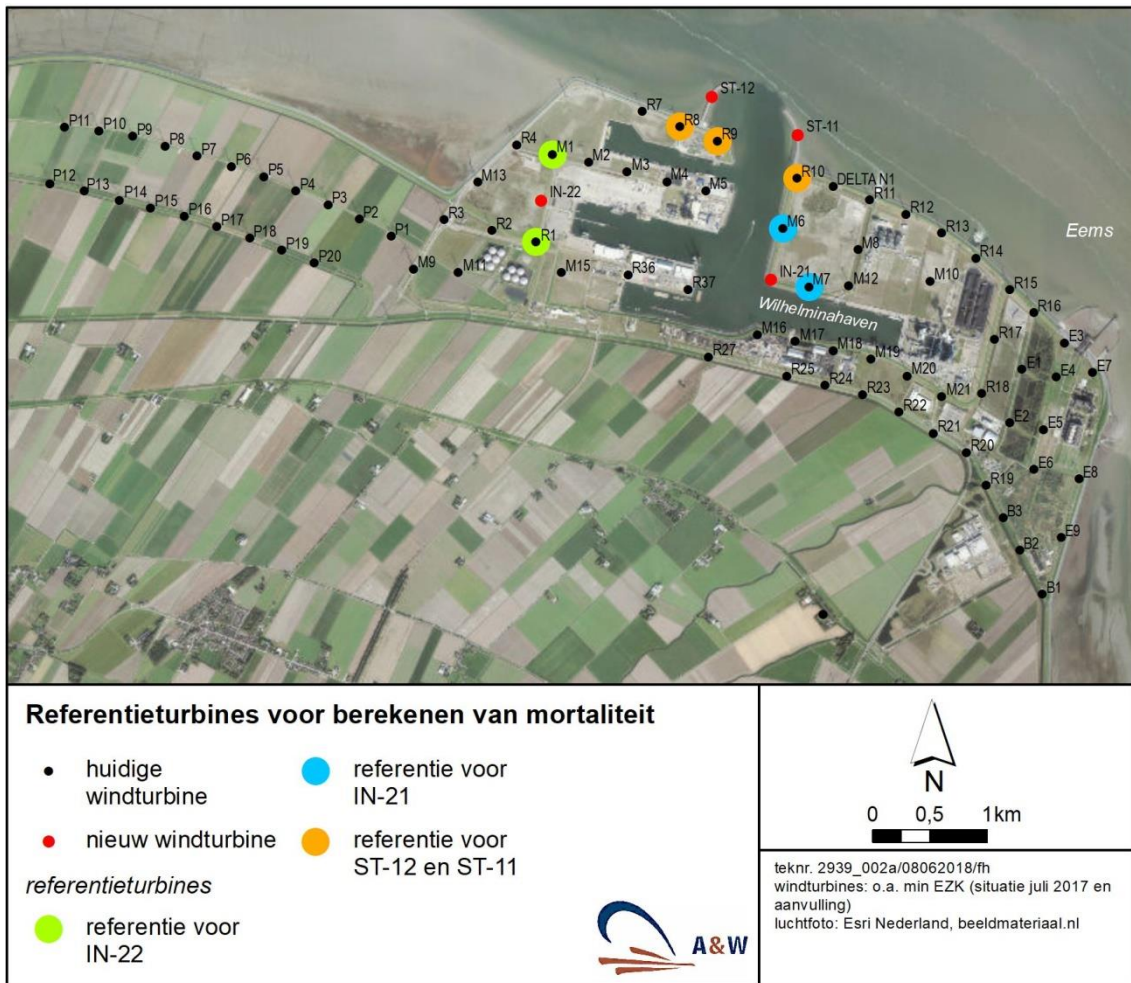 ST-12
R7
R8
R9
ST-11
P11
P10
P9
P8
P7
P6
P5
P4
P3
P2
P1
R4
M1
M2
M3
M4
M5
M13
IN-22
R10
DELTA N1
R11
R12
R13
R14
R15
R16
Eems
P12
P13
P14
P15
P16
P17
P18
P19
P20
R3
R2
R1
M6
M8
M9
M11
M15
R36
R37
IN-21
M7
M12
M10
Wilhelminahaven
M16
M17
M18
M19
M20
M21
R17
R18
E1
E3
E4
E7
R27
R25
R24
R23
R22
R21
R20
R19
E2
E5
E6
E8
B3
B2
E9
B1
Referentieturbines voor berekenen van mortaliteit
huidige
windturbine
nieuw windturbine
referentieturbines
referentie voor
IN-22
referentie voor
IN-21
referentie voor
ST-12 en ST-11
A&W
N
0 0,5 1km
teknr. 2939_002a/08062018/fh
windturbines: o.a. min EZK (situatie juli 2017 en
aanvulling)
luchtfoto: Esri Nederland, beeldmateriaal.nl